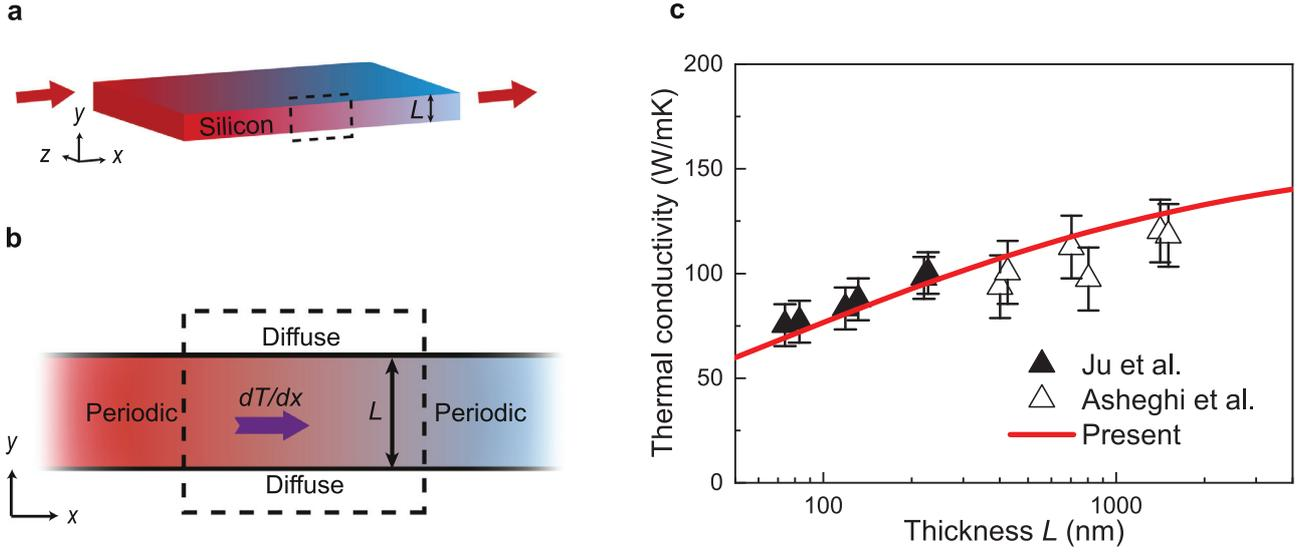 a
Silicon
L
y
z
x
b
Diffuse
Periodic
dT/dx
L
Periodic
Diffuse
y
x
c
Thermal conductivity (W/mK)
200
150
100
50
0
100
1000
Thickness L (nm)
Ju et al.
Asheghi et al.
Present